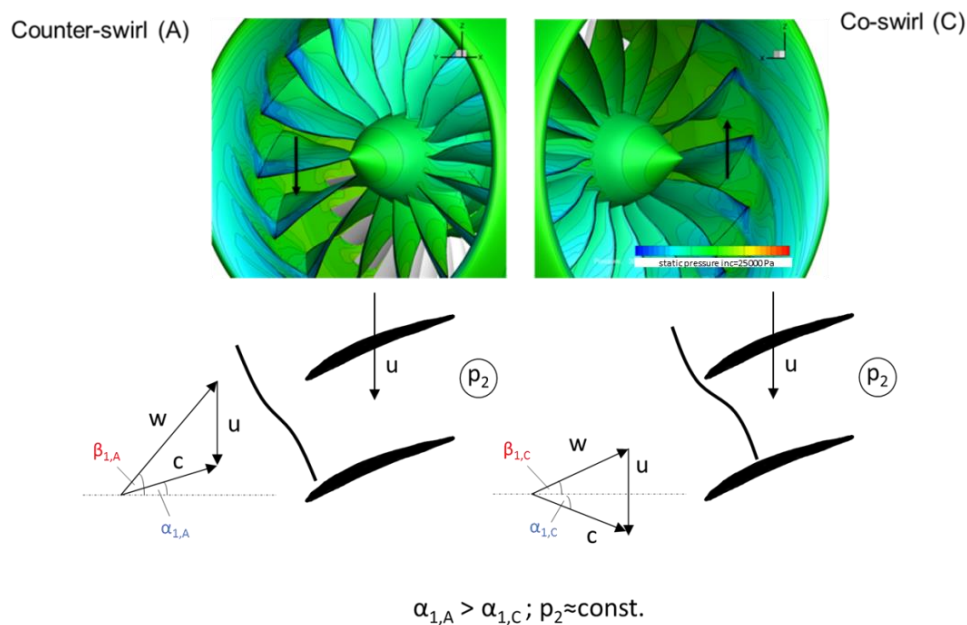 Counter-swirl (A)
Co-swirl (C)
Z
Y
X
Z
X
static pressure inc=25000 Pa
u
p₂
w
u
β₁,A
c
α₁,A
u
p₂
w
u
β₁,C
α₁,C
c
α₁,A > α₁,C ; p₂≈const.